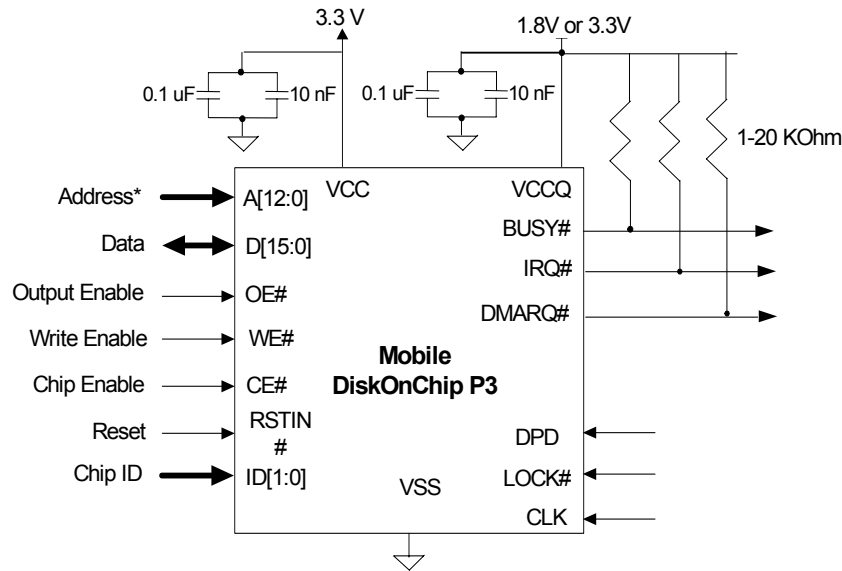 3.3 V
1.8V or 3.3V
0.1 uF
10 nF
0.1 uF
10 nF
1-20 KOhm
VCC
VCCQ
Address*
A[12:0]
BUSY#
Data
D[15:0]
IRQ#
Output Enable
OE#
DMARQ#
Write Enable
WE#
Mobile
DiskOnChip P3
Chip Enable
CE#
Reset
RSTIN
#
DPD
Chip ID
ID[1:0]
VSS
LOCK#
CLK